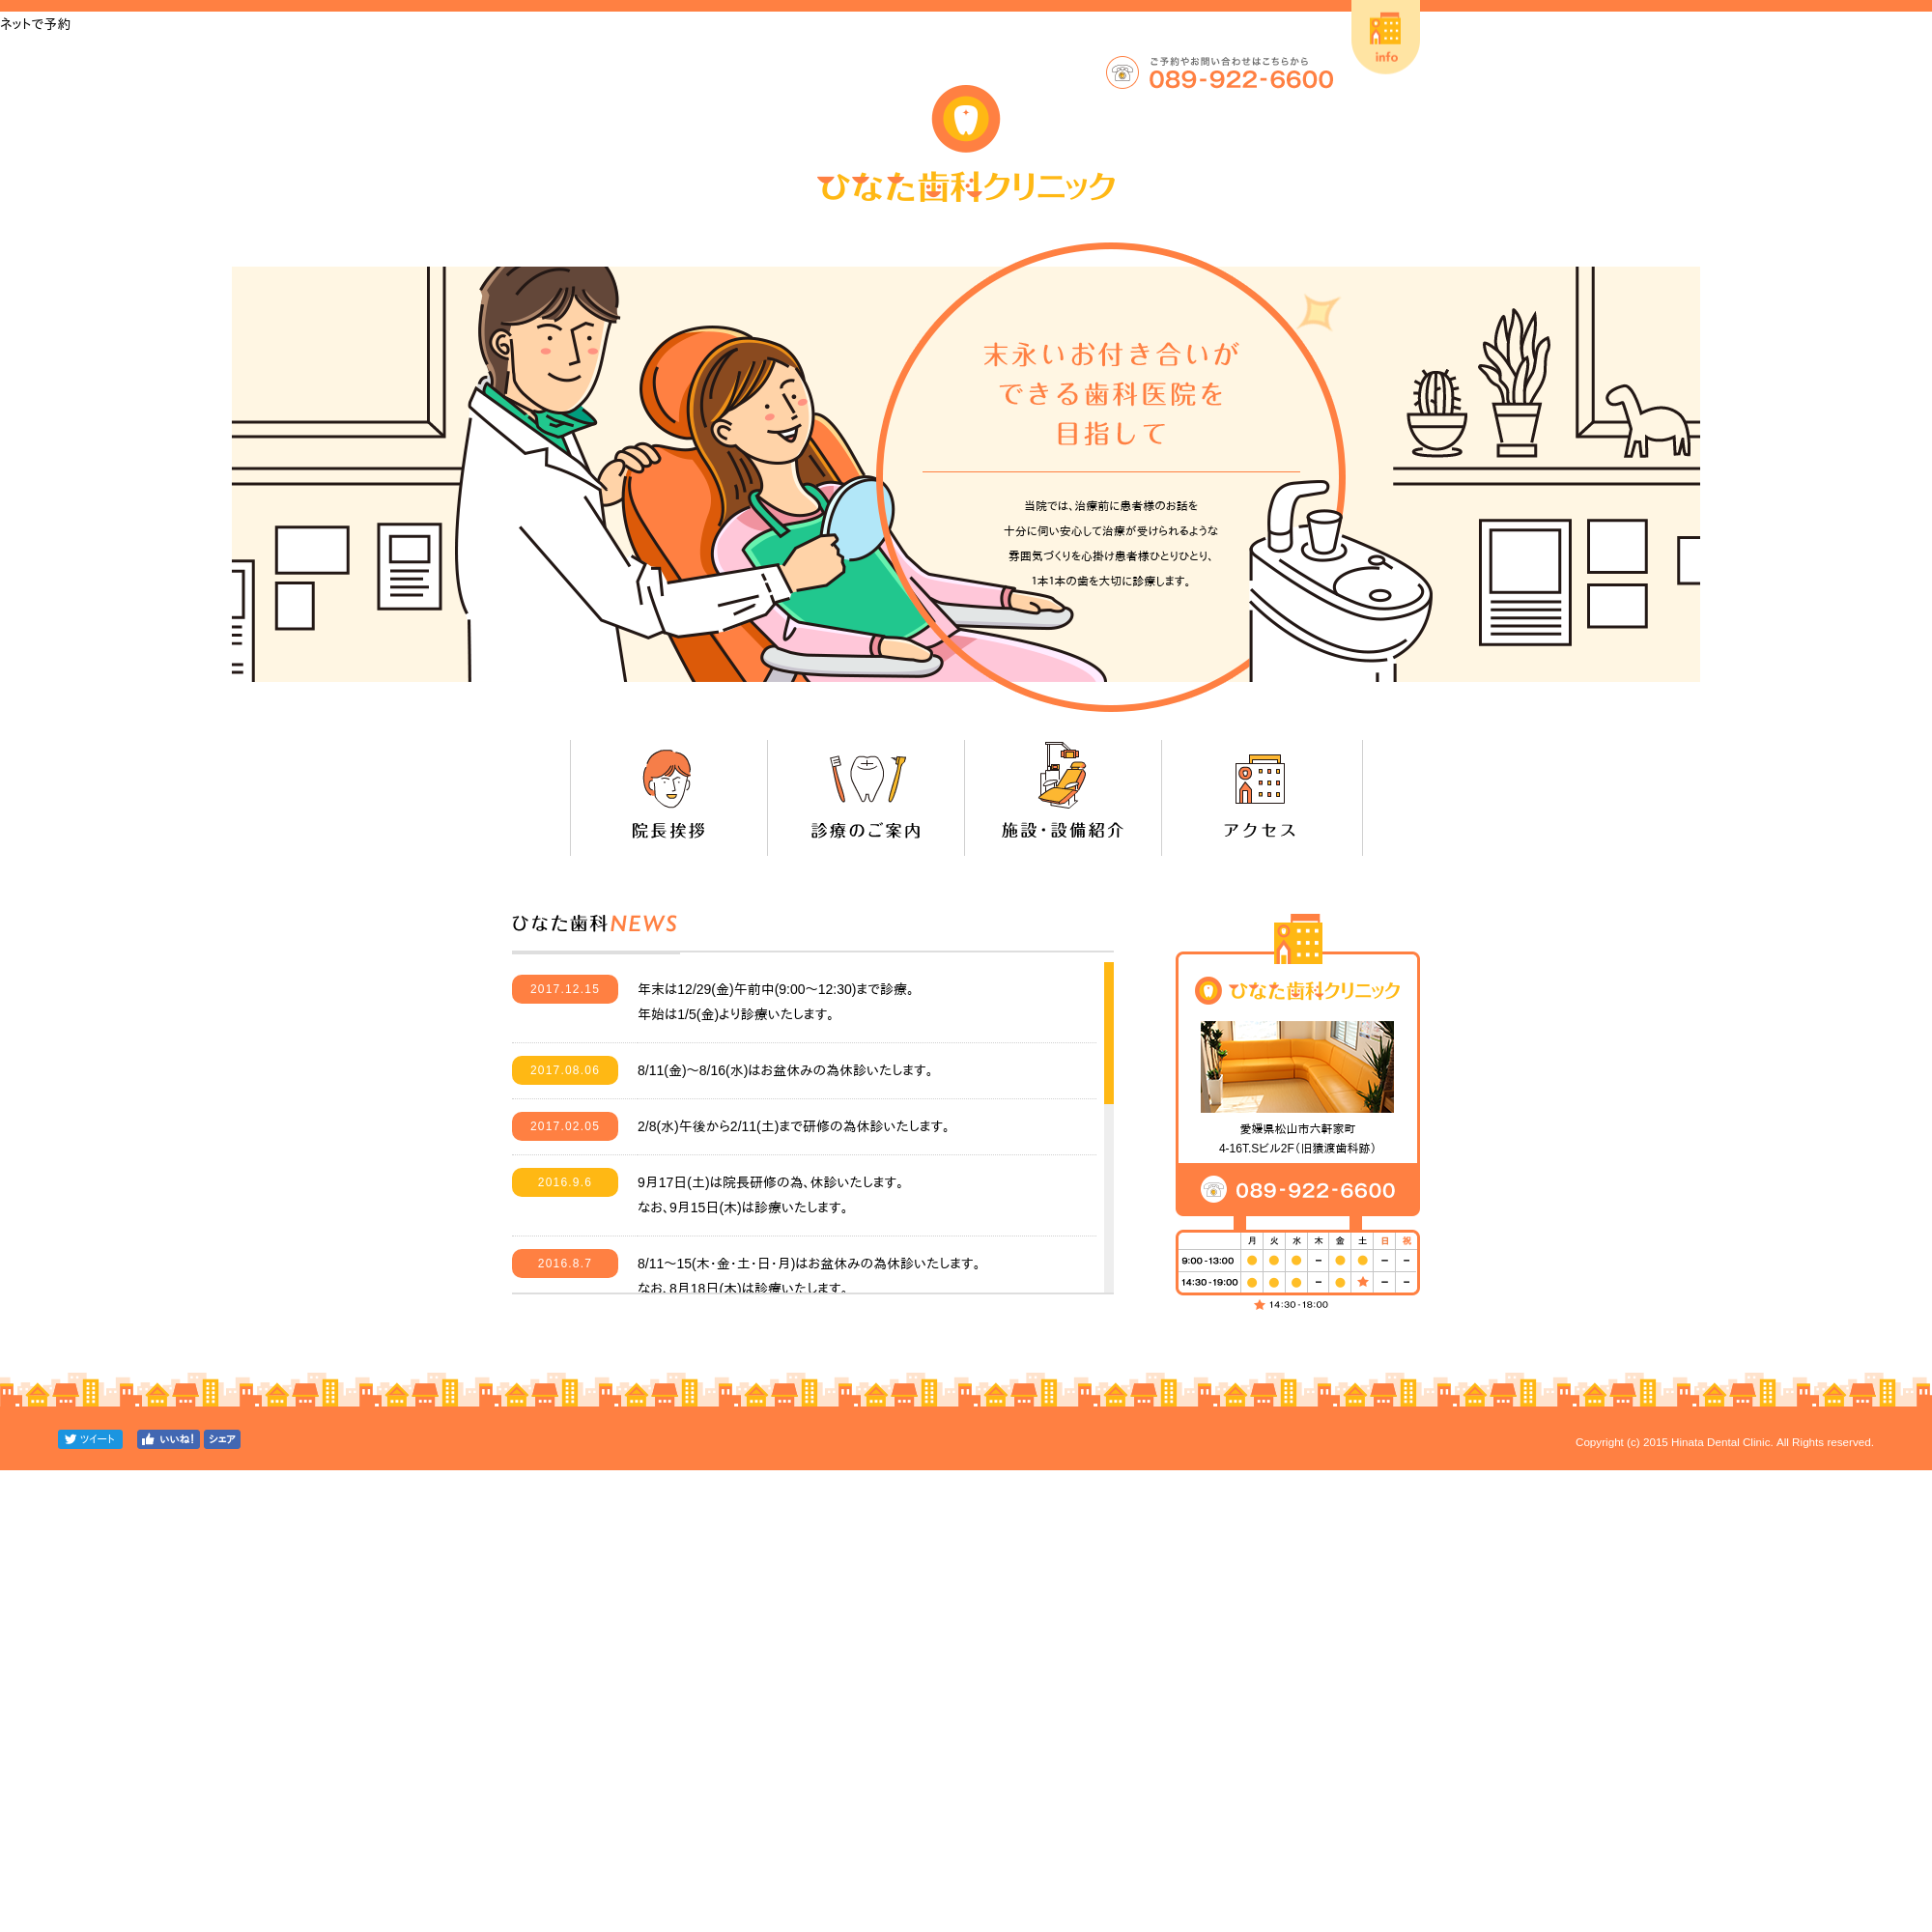 ネットで予約
info
ご予約やお問い合わせはこちらから
089-922-6600
ひなた歯科クリニック
末永いお付き合いが
できる歯科医院を
目指して
当院では、治療前に患者様のお話を
十分に伺い安心して治療が受けられるような
雰囲気づくりを心掛け患者様ひとりひとり、
1本1本の歯を大切に診療します。
院長挨拶
診療のご案内
施設・設備紹介
アクセス
ひなた歯科NEWS
2017.12.15
年末は12/29(金)午前中(9:00～12:30)まで診療。
年始は1/5(金)より診療いたします。
2017.08.06
8/11(金)～8/16(水)はお盆休みの為休診いたします。
2017.02.05
2/8(水)午後から2/11(土)まで研修の為休診いたします。
2016.9.6
9月17日(土)は院長研修の為、休診いたします。
なお、9月15日(木)は診療いたします。
2016.8.7
8/11～15(木・金・土・日・月)はお盆休みの為休診いたします。
なお、8月18日(木)は診療いたします。
ひなた歯科クリニック
愛媛県松山市六軒家町
4-16T.Sビル2F（旧猿渡歯科跡）
089-922-6600
月 火 水 木 金 土 日 祝
9:00-13:00 ● ● ● － ● ● － －
14:30-19:00 ● ● ● － ● ★ － －
★ 14:30-18:00
ツイート
いいね！
シェア
Copyright (c) 2015 Hinata Dental Clinic. All Rights reserved.